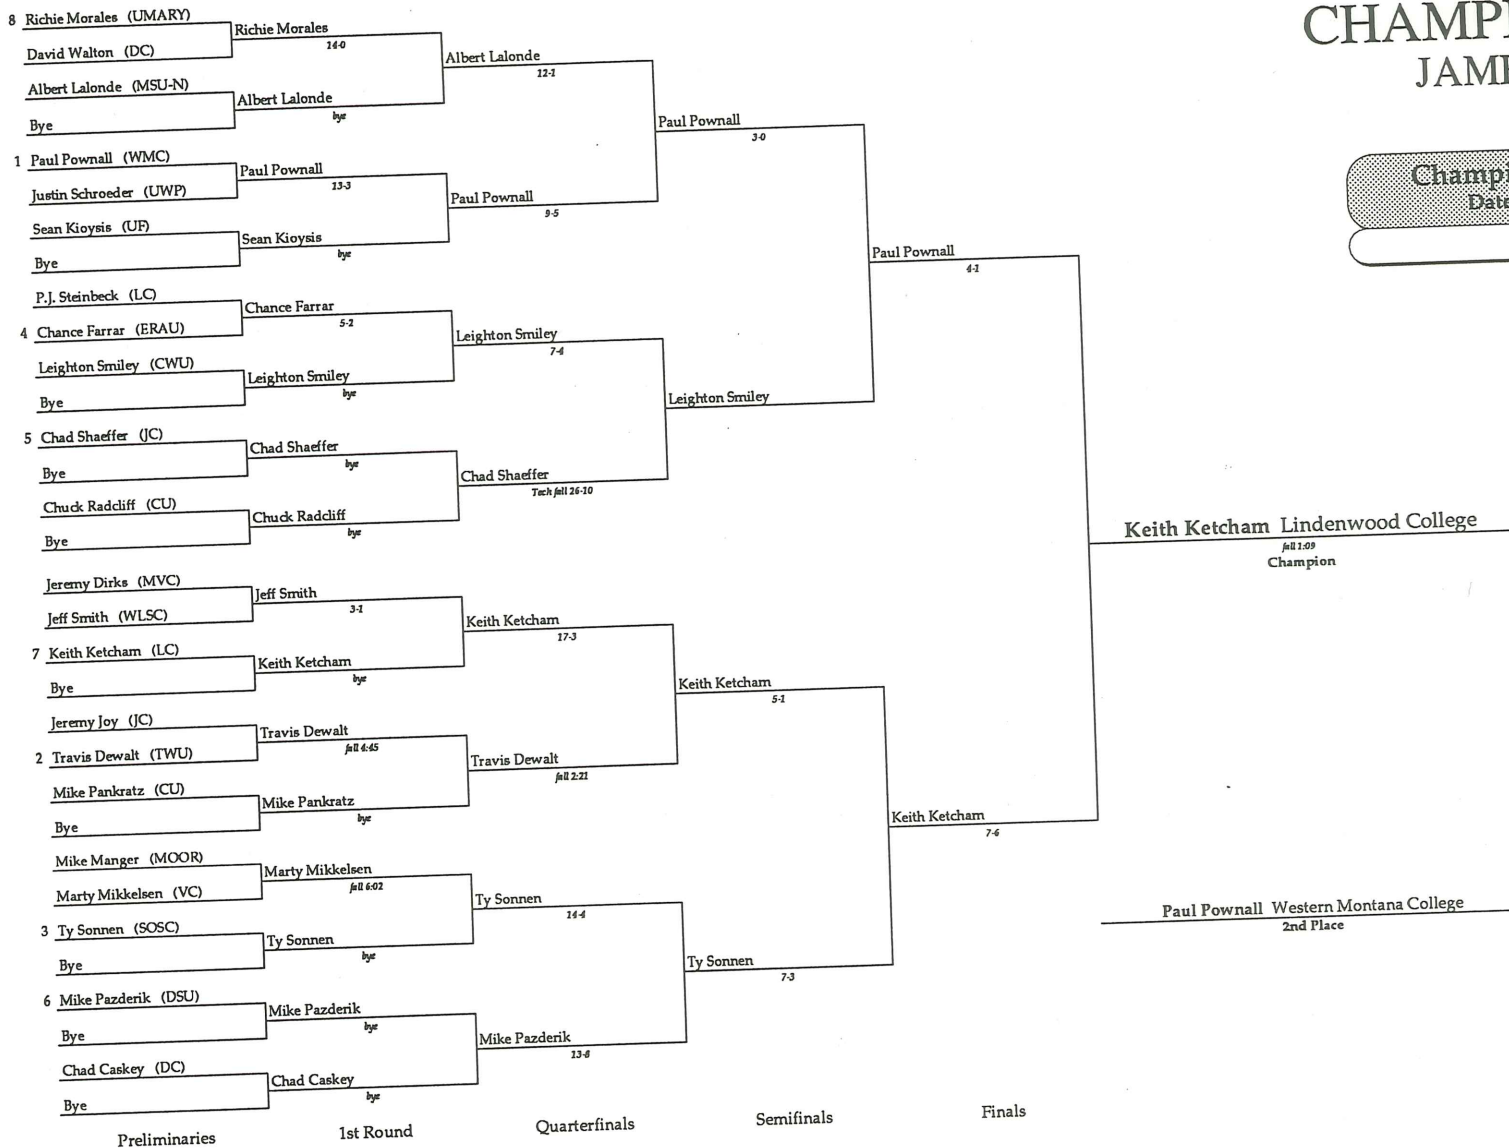 CHAMP
JAM
Champi
Date
8 Richie Morales (UMARY)
David Walton (DC)
Albert Lalonde (MSU-N)
Bye
1 Paul Pownall (WMC)
Justin Schroeder (UWP)
Sean Kioysis (UF)
Bye
P.J. Steinbeck (LC)
4 Chance Farrar (ERAU)
Leighton Smiley (CWU)
Bye
5 Chad Shaeffer (JC)
Bye
Chuck Radcliff (CU)
Bye
Jeremy Dirks (MVC)
Jeff Smith (WLSC)
7 Keith Ketcham (LC)
Bye
Jeremy Joy (JC)
2 Travis Dewalt (TWU)
Mike Pankratz (CU)
Bye
Mike Manger (MOOR)
Marty Mikkelsen (VC)
3 Ty Sonnen (SOSC)
Bye
6 Mike Pazderik (DSU)
Bye
Chad Caskey (DC)
Bye
Preliminaries
Richie Morales
14-0
Albert Lalonde
bye
Paul Pownall
13-3
Sean Kioysis
bye
Chance Farrar
5-2
Leighton Smiley
bye
Chad Shaeffer
bye
Chuck Radcliff
bye
Jeff Smith
3-1
Keith Ketcham
bye
Travis Dewalt
fall 4:45
Mike Pankratz
bye
Marty Mikkelsen
fall 6:02
Ty Sonnen
bye
Mike Pazderik
bye
Chad Caskey
bye
1st Round
Albert Lalonde
12-1
Paul Pownall
9-5
Leighton Smiley
7-4
Chad Shaeffer
Tech fall 26-10
Keith Ketcham
17-3
Travis Dewalt
fall 2:21
Ty Sonnen
14-4
Mike Pazderik
13-8
Quarterfinals
Paul Pownall
3-0
Leighton Smiley
Keith Ketcham
5-1
Ty Sonnen
7-3
Semifinals
Paul Pownall
4-1
Keith Ketcham
7-6
Finals
Keith Ketcham Lindenwood College
fall 1:09
Champion
Paul Pownall Western Montana College
2nd Place